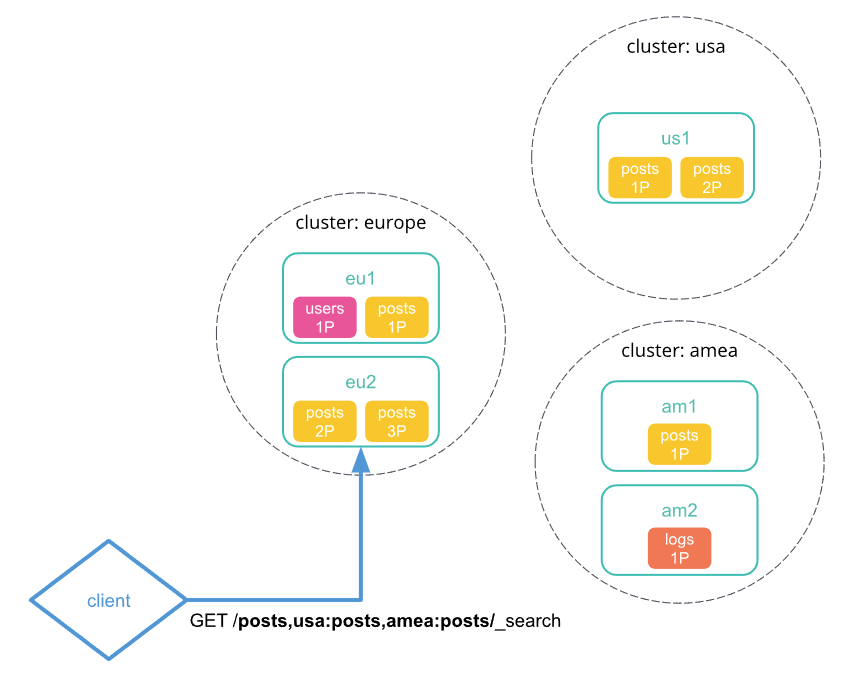 cluster: usa
us1
posts
1P
posts
2P
cluster: europe
eu1
users
1P
posts
1P
eu2
posts
2P
posts
3P
cluster: amea
am1
posts
1P
am2
logs
1P
client
GET /posts,usa:posts,amea:posts/_search